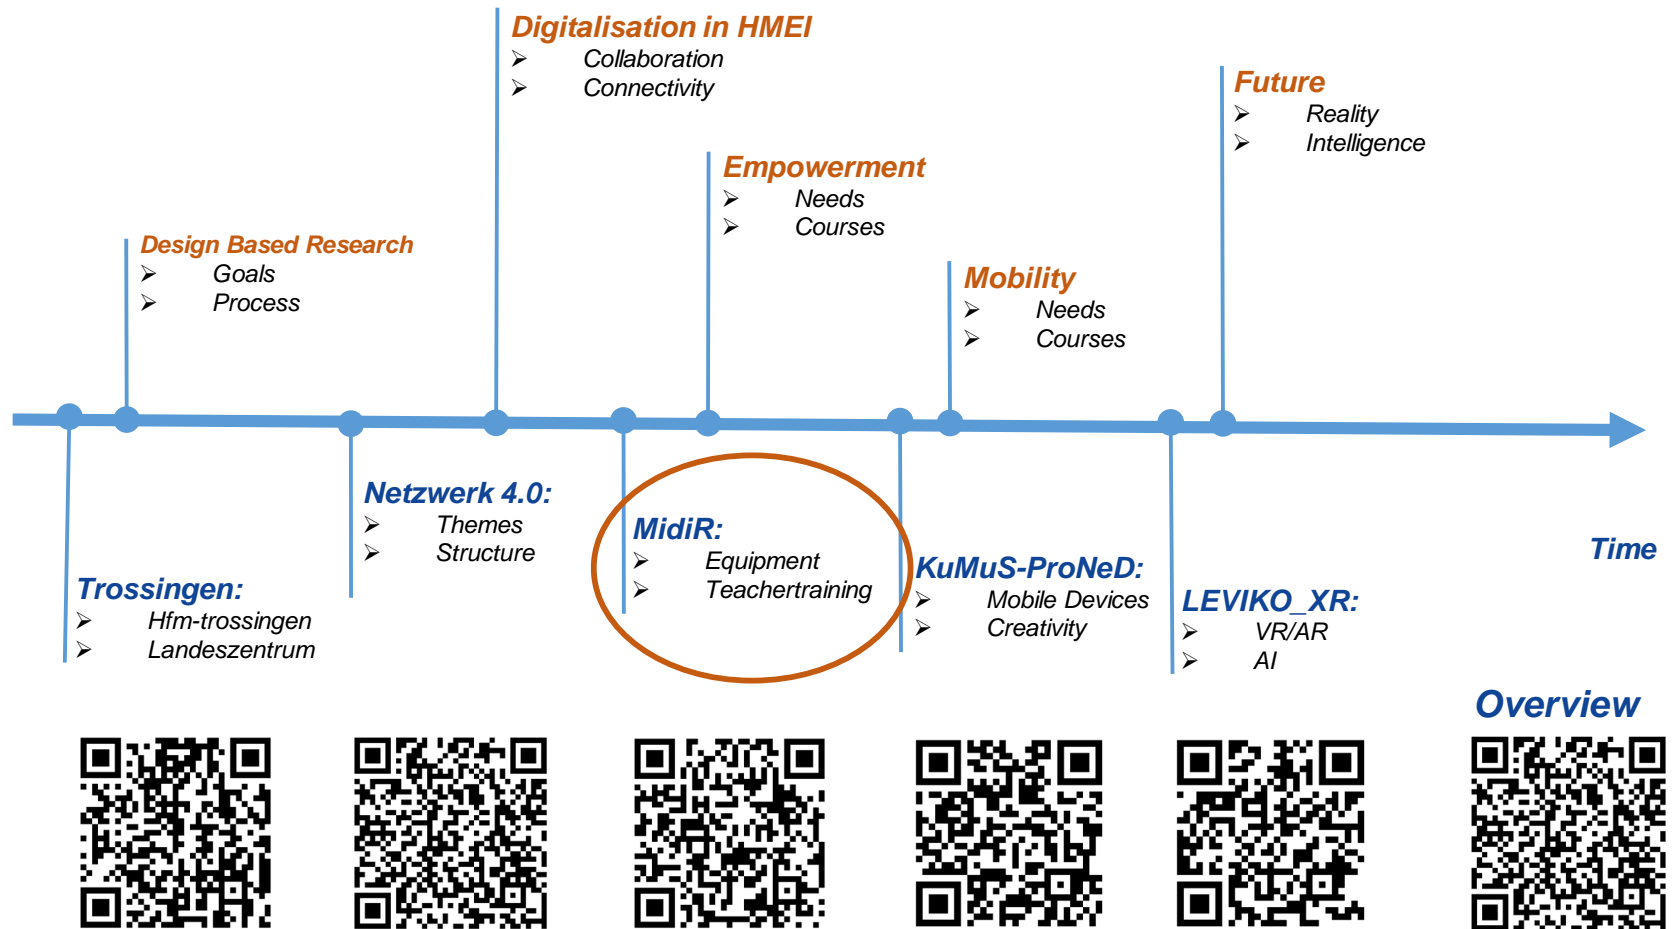 Digitalisation in HMEI
➢ Collaboration
➢ Connectivity
Future
➢ Reality
➢ Intelligence
Empowerment
➢ Needs
➢ Courses
Design Based Research
➢ Goals
➢ Process
Mobility
➢ Needs
➢ Courses
Netzwerk 4.0:
➢ Themes
➢ Structure
MidiR:
➢ Equipment
➢ Teachertraining
Time
KuMuS-ProNeD:
➢ Mobile Devices
➢ Creativity
Trossingen:
➢ Hfm-trossingen
➢ Landeszentrum
LEVIKO_XR:
➢ VR/AR
➢ AI
Overview